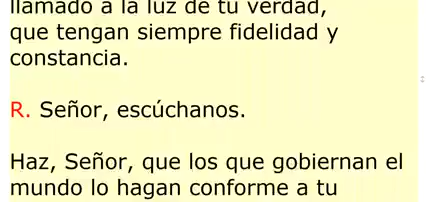 llamado a la luz de tu verdad,
que tengan siempre fidelidad y
constancia.
R. Señor, escúchanos.
Haz, Señor, que los que gobiernan el
mundo lo hagan conforme a tu